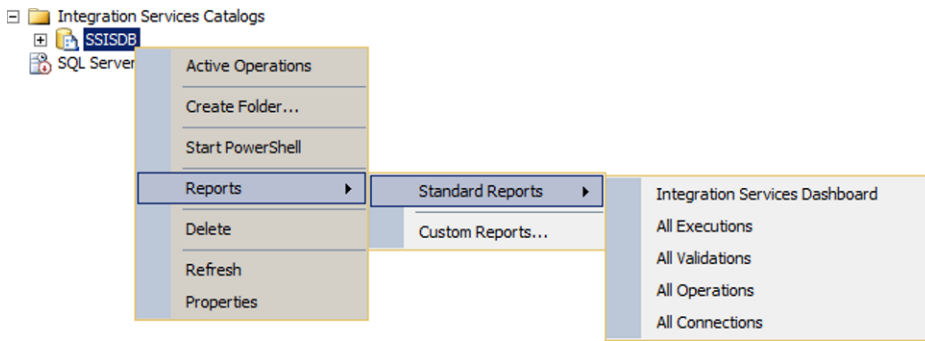 Integration Services Catalogs
SSISDB
SQL Server
Active Operations
Create Folder...
Start PowerShell
Reports
Delete
Refresh
Properties
Standard Reports
Custom Reports...
Integration Services Dashboard
All Executions
All Validations
All Operations
All Connections